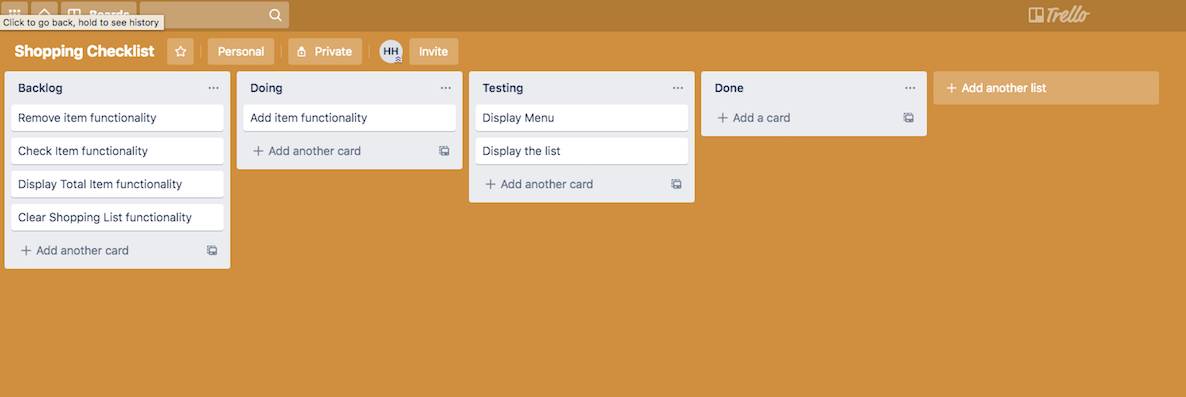 Click to go back, hold to see history
Boards
Trello
Shopping Checklist
Personal
Private
HH
Invite
Backlog
Remove item functionality
Check Item functionality
Display Total Item functionality
Clear Shopping List functionality
+ Add another card
Doing
Add item functionality
+ Add another card
Testing
Display Menu
Display the list
+ Add another card
Done
+ Add a card
+ Add another list